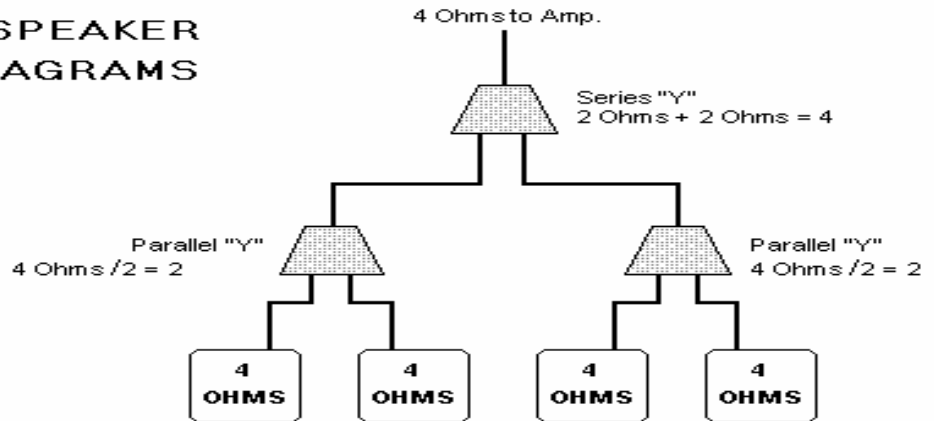 SPEAKER
AGRAMS
4 Ohms to Amp.
Series "Y"
2 Ohms + 2 Ohms = 4
Parallel "Y"
4 Ohms /2 = 2
Parallel "Y"
4 Ohms /2 = 2
4
OHMS
4
OHMS
4
OHMS
4
OHMS